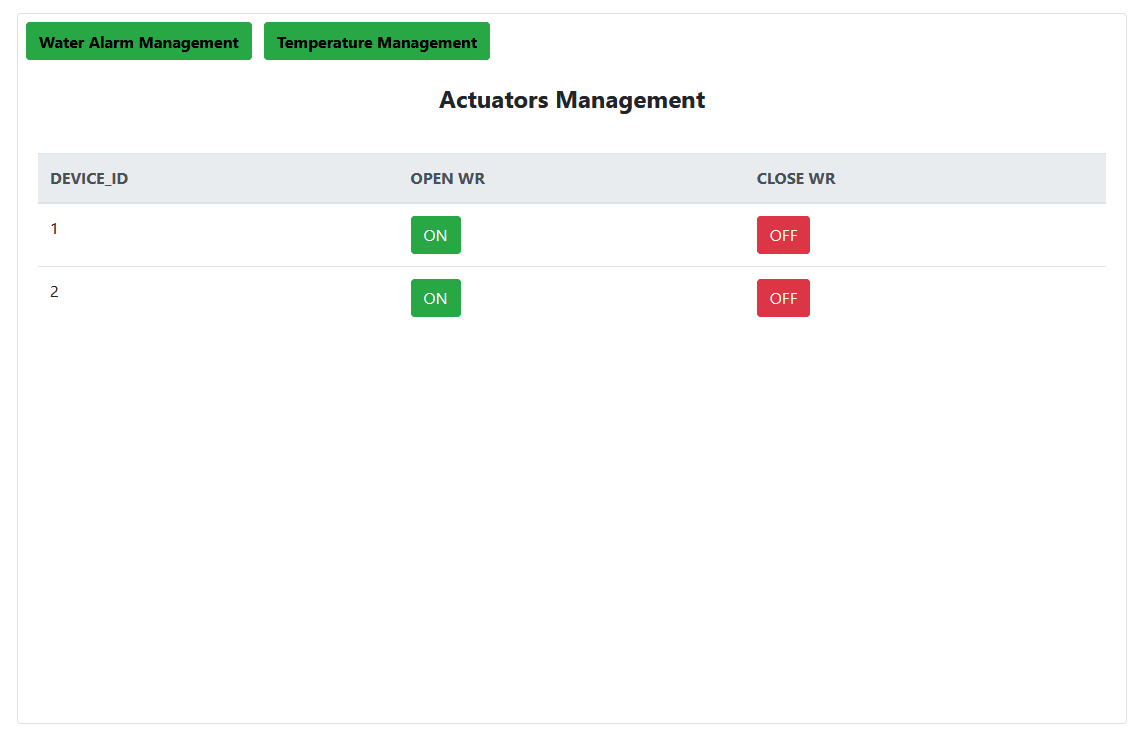 Water Alarm Management Temperature Management
Actuators Management
DEVICE_ID OPEN WR CLOSE WR
1 ON OFF
2 ON OFF